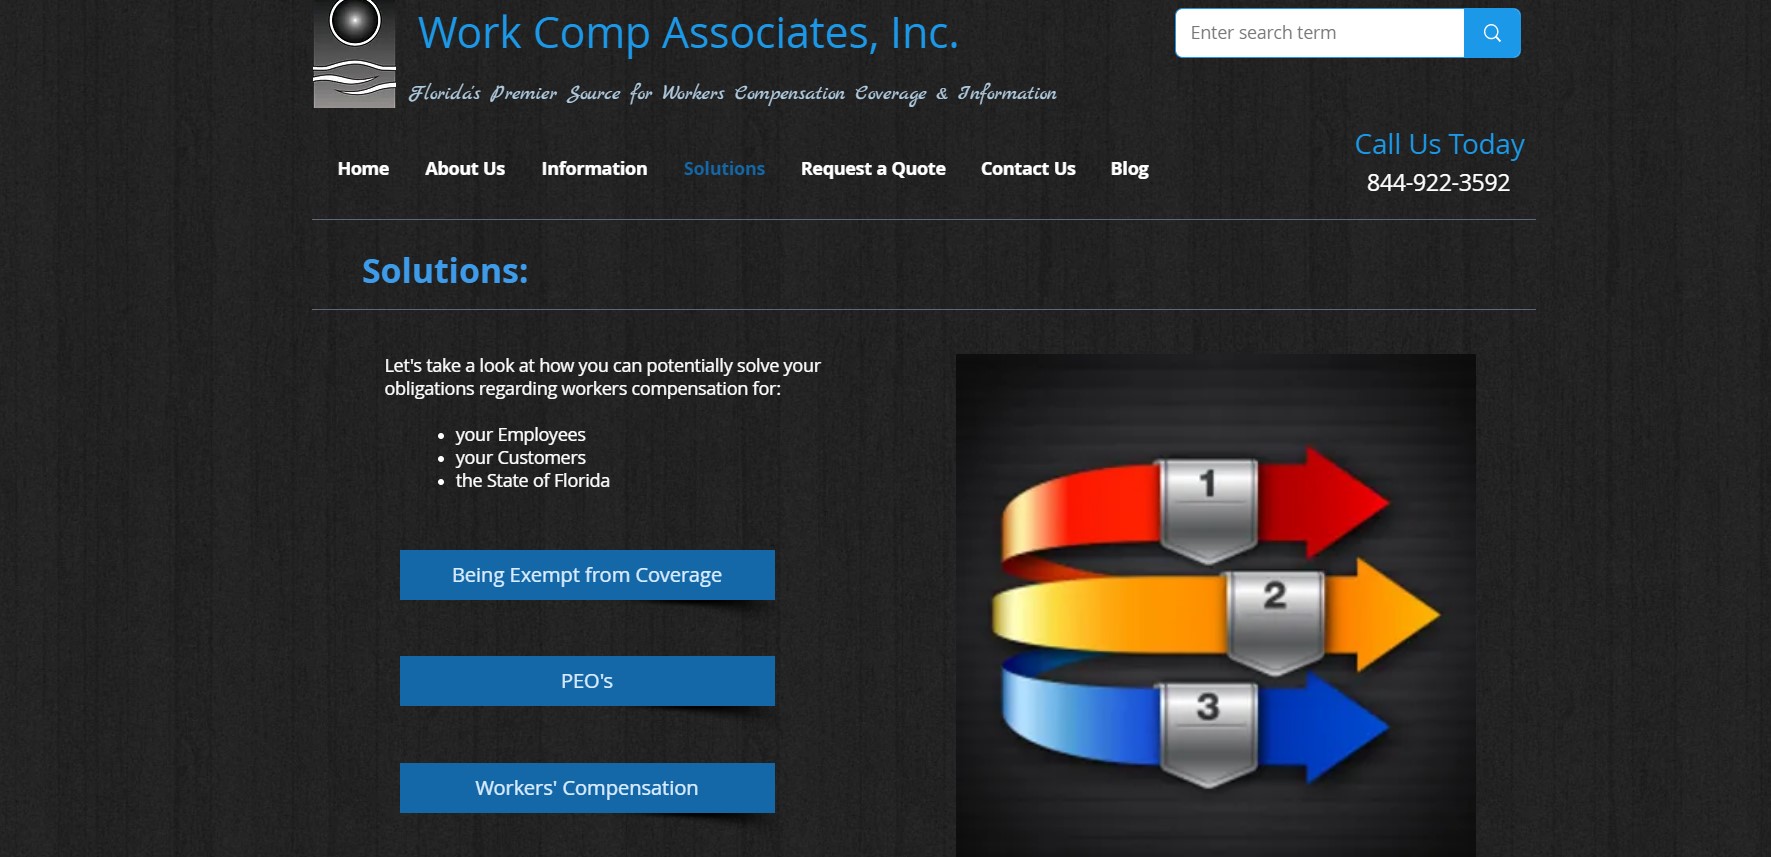 Work Comp Associates, Inc.
Enter search term
Florida's Premier Source for Workers Compensation Coverage & Information
Call Us Today
844-922-3592
Home About Us Information Solutions Request a Quote Contact Us Blog
Solutions:
Let's take a look at how you can potentially solve your
obligations regarding workers compensation for:
• your Employees
• your Customers
• the State of Florida
Being Exempt from Coverage
PEO's
Workers' Compensation
1
2
3